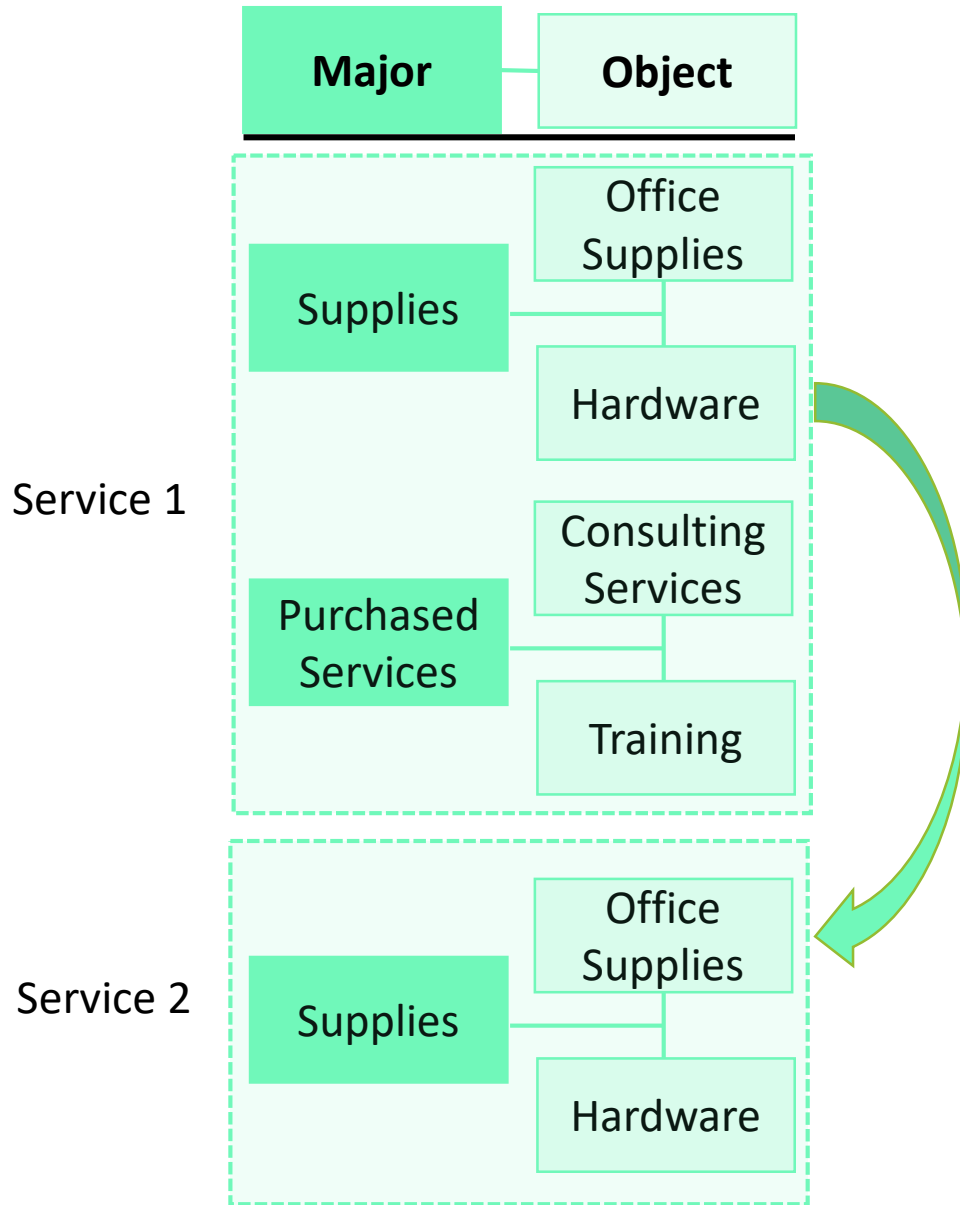 Major
Object
Office
Supplies
Supplies
Hardware
Service 1
Consulting
Services
Purchased
Services
Training
Office
Supplies
Service 2
Supplies
Hardware